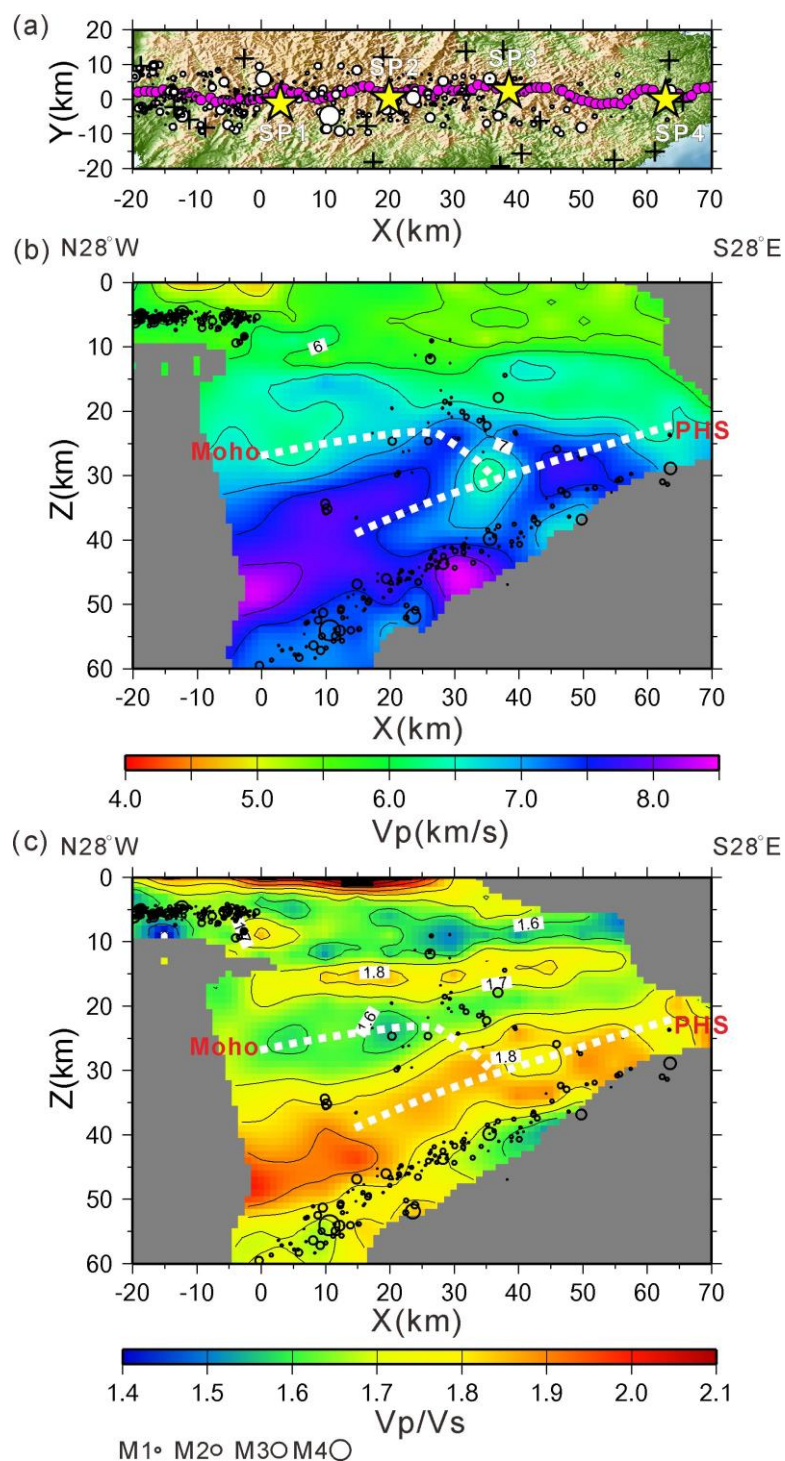 (a)
20
10
0
-10
-20
Y(km)
SP1
SP2
SP3
SP4
-20 -10 0 10 20 30 40 50 60 70
X(km)
(b) N28°W S28°E
0
10
20
30
40
50
60
Z(km)
6
7
Moho
PHS
-20 -10 0 10 20 30 40 50 60 70
X(km)
4.0 5.0 6.0 7.0 8.0
Vp(km/s)
(c) N28°W S28°E
0
10
20
30
40
50
60
Z(km)
1.7
1.6
1.8
1.7
1.6
Moho
PHS
1.8
-20 -10 0 10 20 30 40 50 60 70
X(km)
1.4 1.5 1.6 1.7 1.8 1.9 2.0 2.1
Vp/Vs
M1 M2 M3 M4